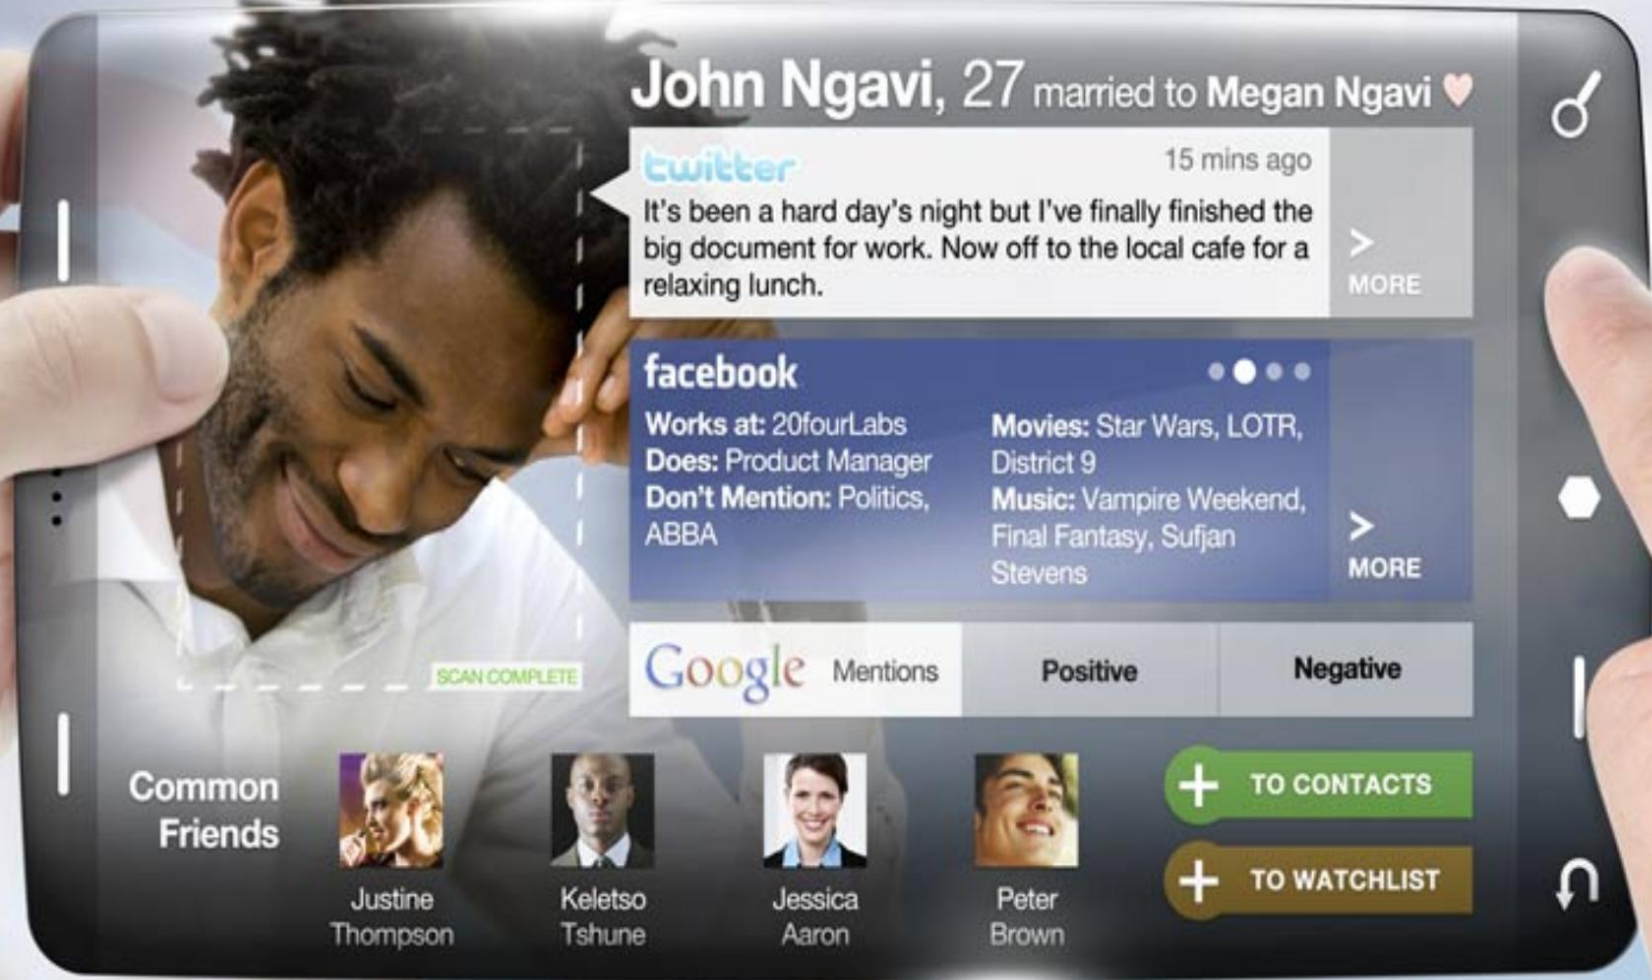 John Ngavi, 27 married to Megan Ngavi
twitter
15 mins ago
It's been a hard day's night but I've finally finished the
big document for work. Now off to the local cafe for a
relaxing lunch.
>
MORE
facebook
Works at: 20fourLabs
Does: Product Manager
Don't Mention: Politics,
ABBA
Movies: Star Wars, LOTR,
District 9
Music: Vampire Weekend,
Final Fantasy, Sufjan
Stevens
>
MORE
SCAN COMPLETE
Google Mentions
Positive
Negative
Common
Friends
Justine
Thompson
Keletso
Tshune
Jessica
Aaron
Peter
Brown
+ TO CONTACTS
+ TO WATCHLIST